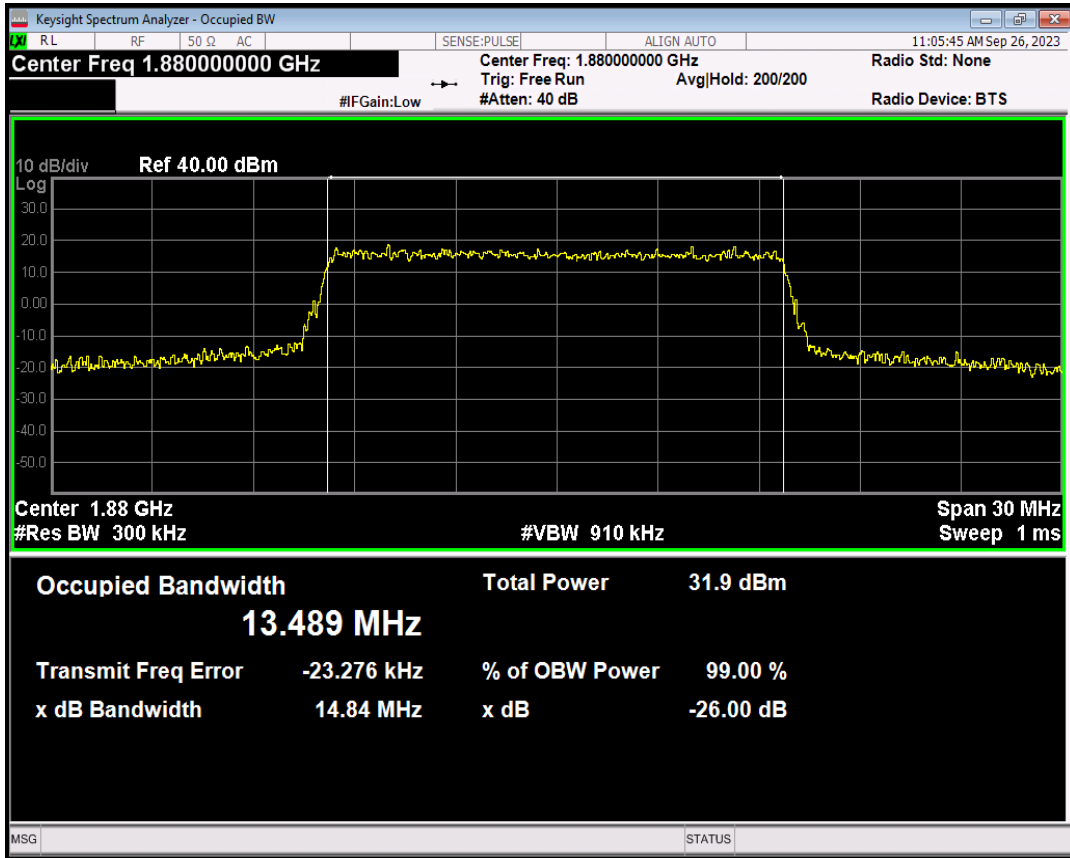 Keysight Spectrum Analyzer - Occupied BW
LXI RL RF 50 Ω AC SENSE:PULSE ALIGN AUTO 11:05:45 AM Sep 26, 2023
Center Freq 1.880000000 GHz Center Freq: 1.880000000 GHz Radio Std: None
Trig: Free Run Avg|Hold: 200/200
#IFGain:Low #Atten: 40 dB Radio Device: BTS
10 dB/div Ref 40.00 dBm
Log
30.0
20.0
10.0
0.00
-10.0
-20.0
-30.0
-40.0
-50.0
Center 1.88 GHz Span 30 MHz
#Res BW 300 kHz #VBW 910 kHz Sweep 1 ms
Occupied Bandwidth Total Power 31.9 dBm
13.489 MHz
Transmit Freq Error -23.276 kHz % of OBW Power 99.00 %
x dB Bandwidth 14.84 MHz x dB -26.00 dB
MSG STATUS